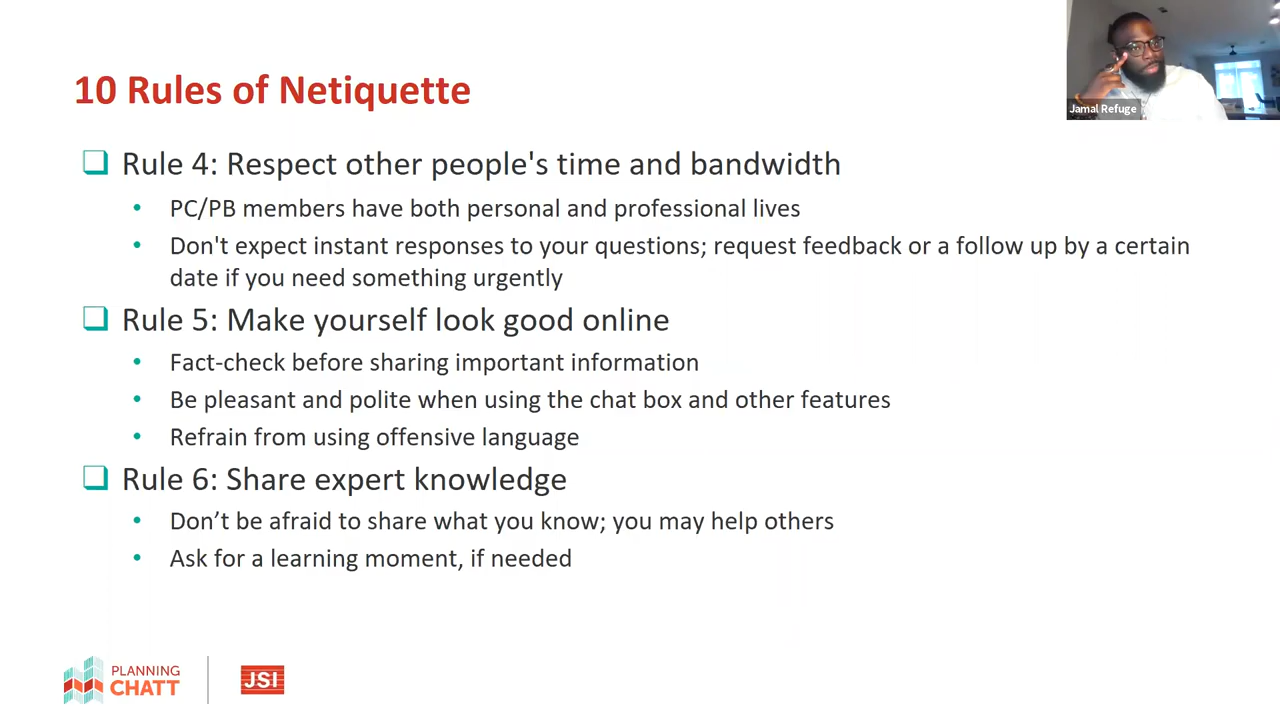 10 Rules of Netiquette
Jamal Refuge
Rule 4: Respect other people's time and bandwidth
PC/PB members have both personal and professional lives
Don't expect instant responses to your questions; request feedback or a follow up by a certain
date if you need something urgently
Rule 5: Make yourself look good online
Fact-check before sharing important information
Be pleasant and polite when using the chat box and other features
Refrain from using offensive language
Rule 6: Share expert knowledge
Don’t be afraid to share what you know; you may help others
Ask for a learning moment, if needed
PLANNING
CHATT
JSI